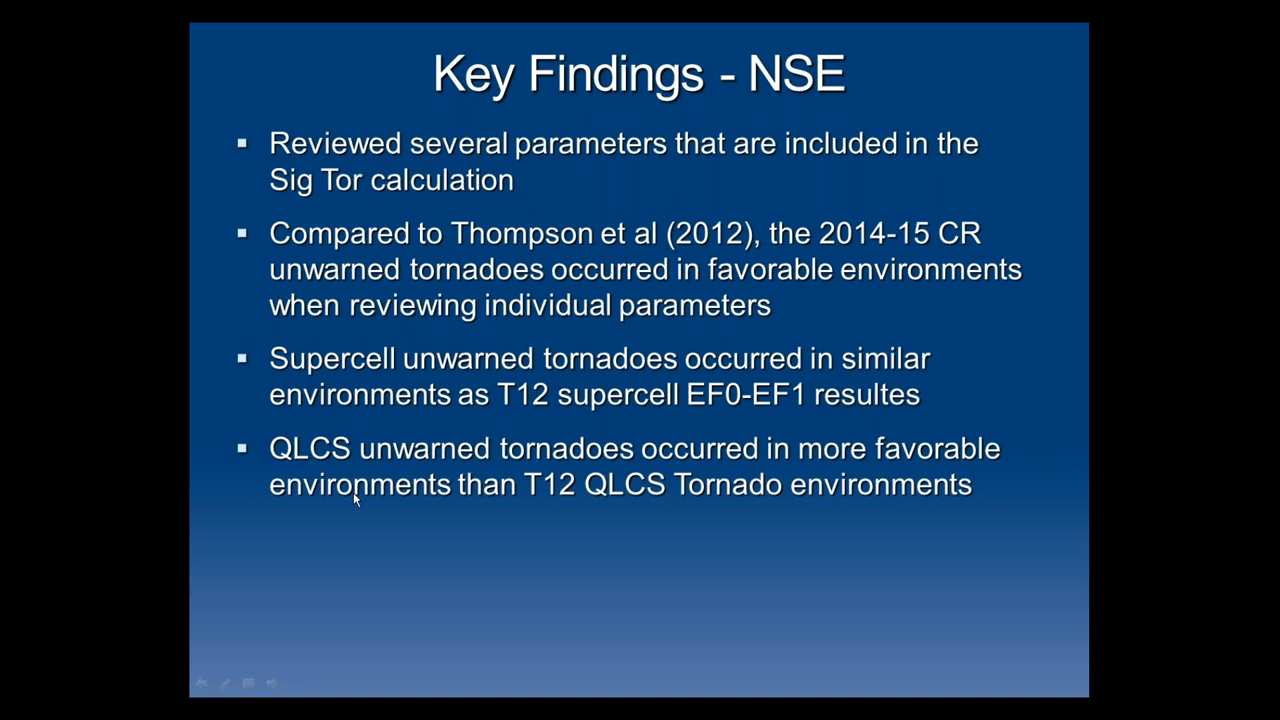 Key Findings - NSE
▪ Reviewed several parameters that are included in the
Sig Tor calculation
▪ Compared to Thompson et al (2012), the 2014-15 CR
unwarned tornadoes occurred in favorable environments
when reviewing individual parameters
▪ Supercell unwarned tornadoes occurred in similar
environments as T12 supercell EF0-EF1 resultes
▪ QLCS unwarned tornadoes occurred in more favorable
environments than T12 QLCS Tornado environments